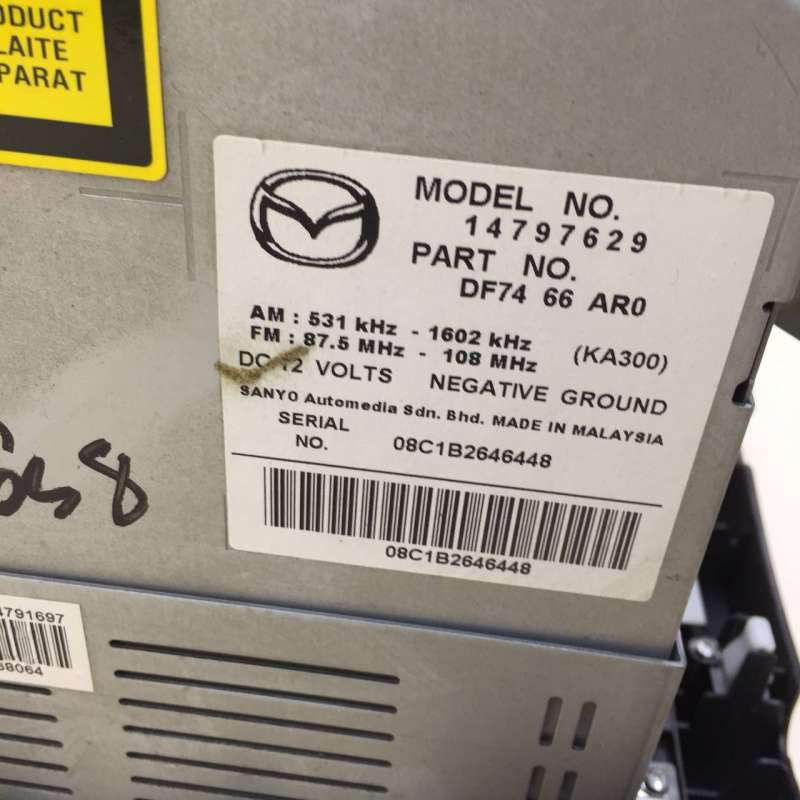 ODUCT
LAITE
PARAT
MODEL NO.
14797629
PART NO.
DF74 66 AR0
AM : 531 kHz - 1602 kHz
FM : 87.5 MHz - 108 MHz
(KA300)
DC 12 VOLTS NEGATIVE GROUND
SANYO Automedia Sdn. Bhd. MADE IN MALAYSIA
SERIAL
NO.
08C1B2646448
08C1B2646448
4791697
8064